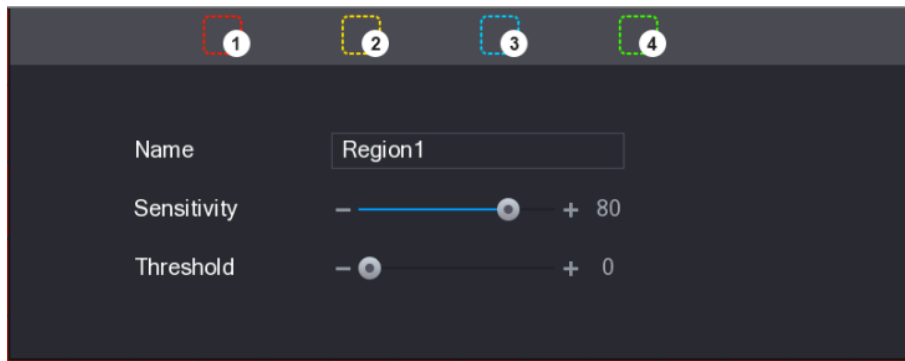 1 2 3 4
Name Region1
Sensitivity - + 80
Threshold - + 0